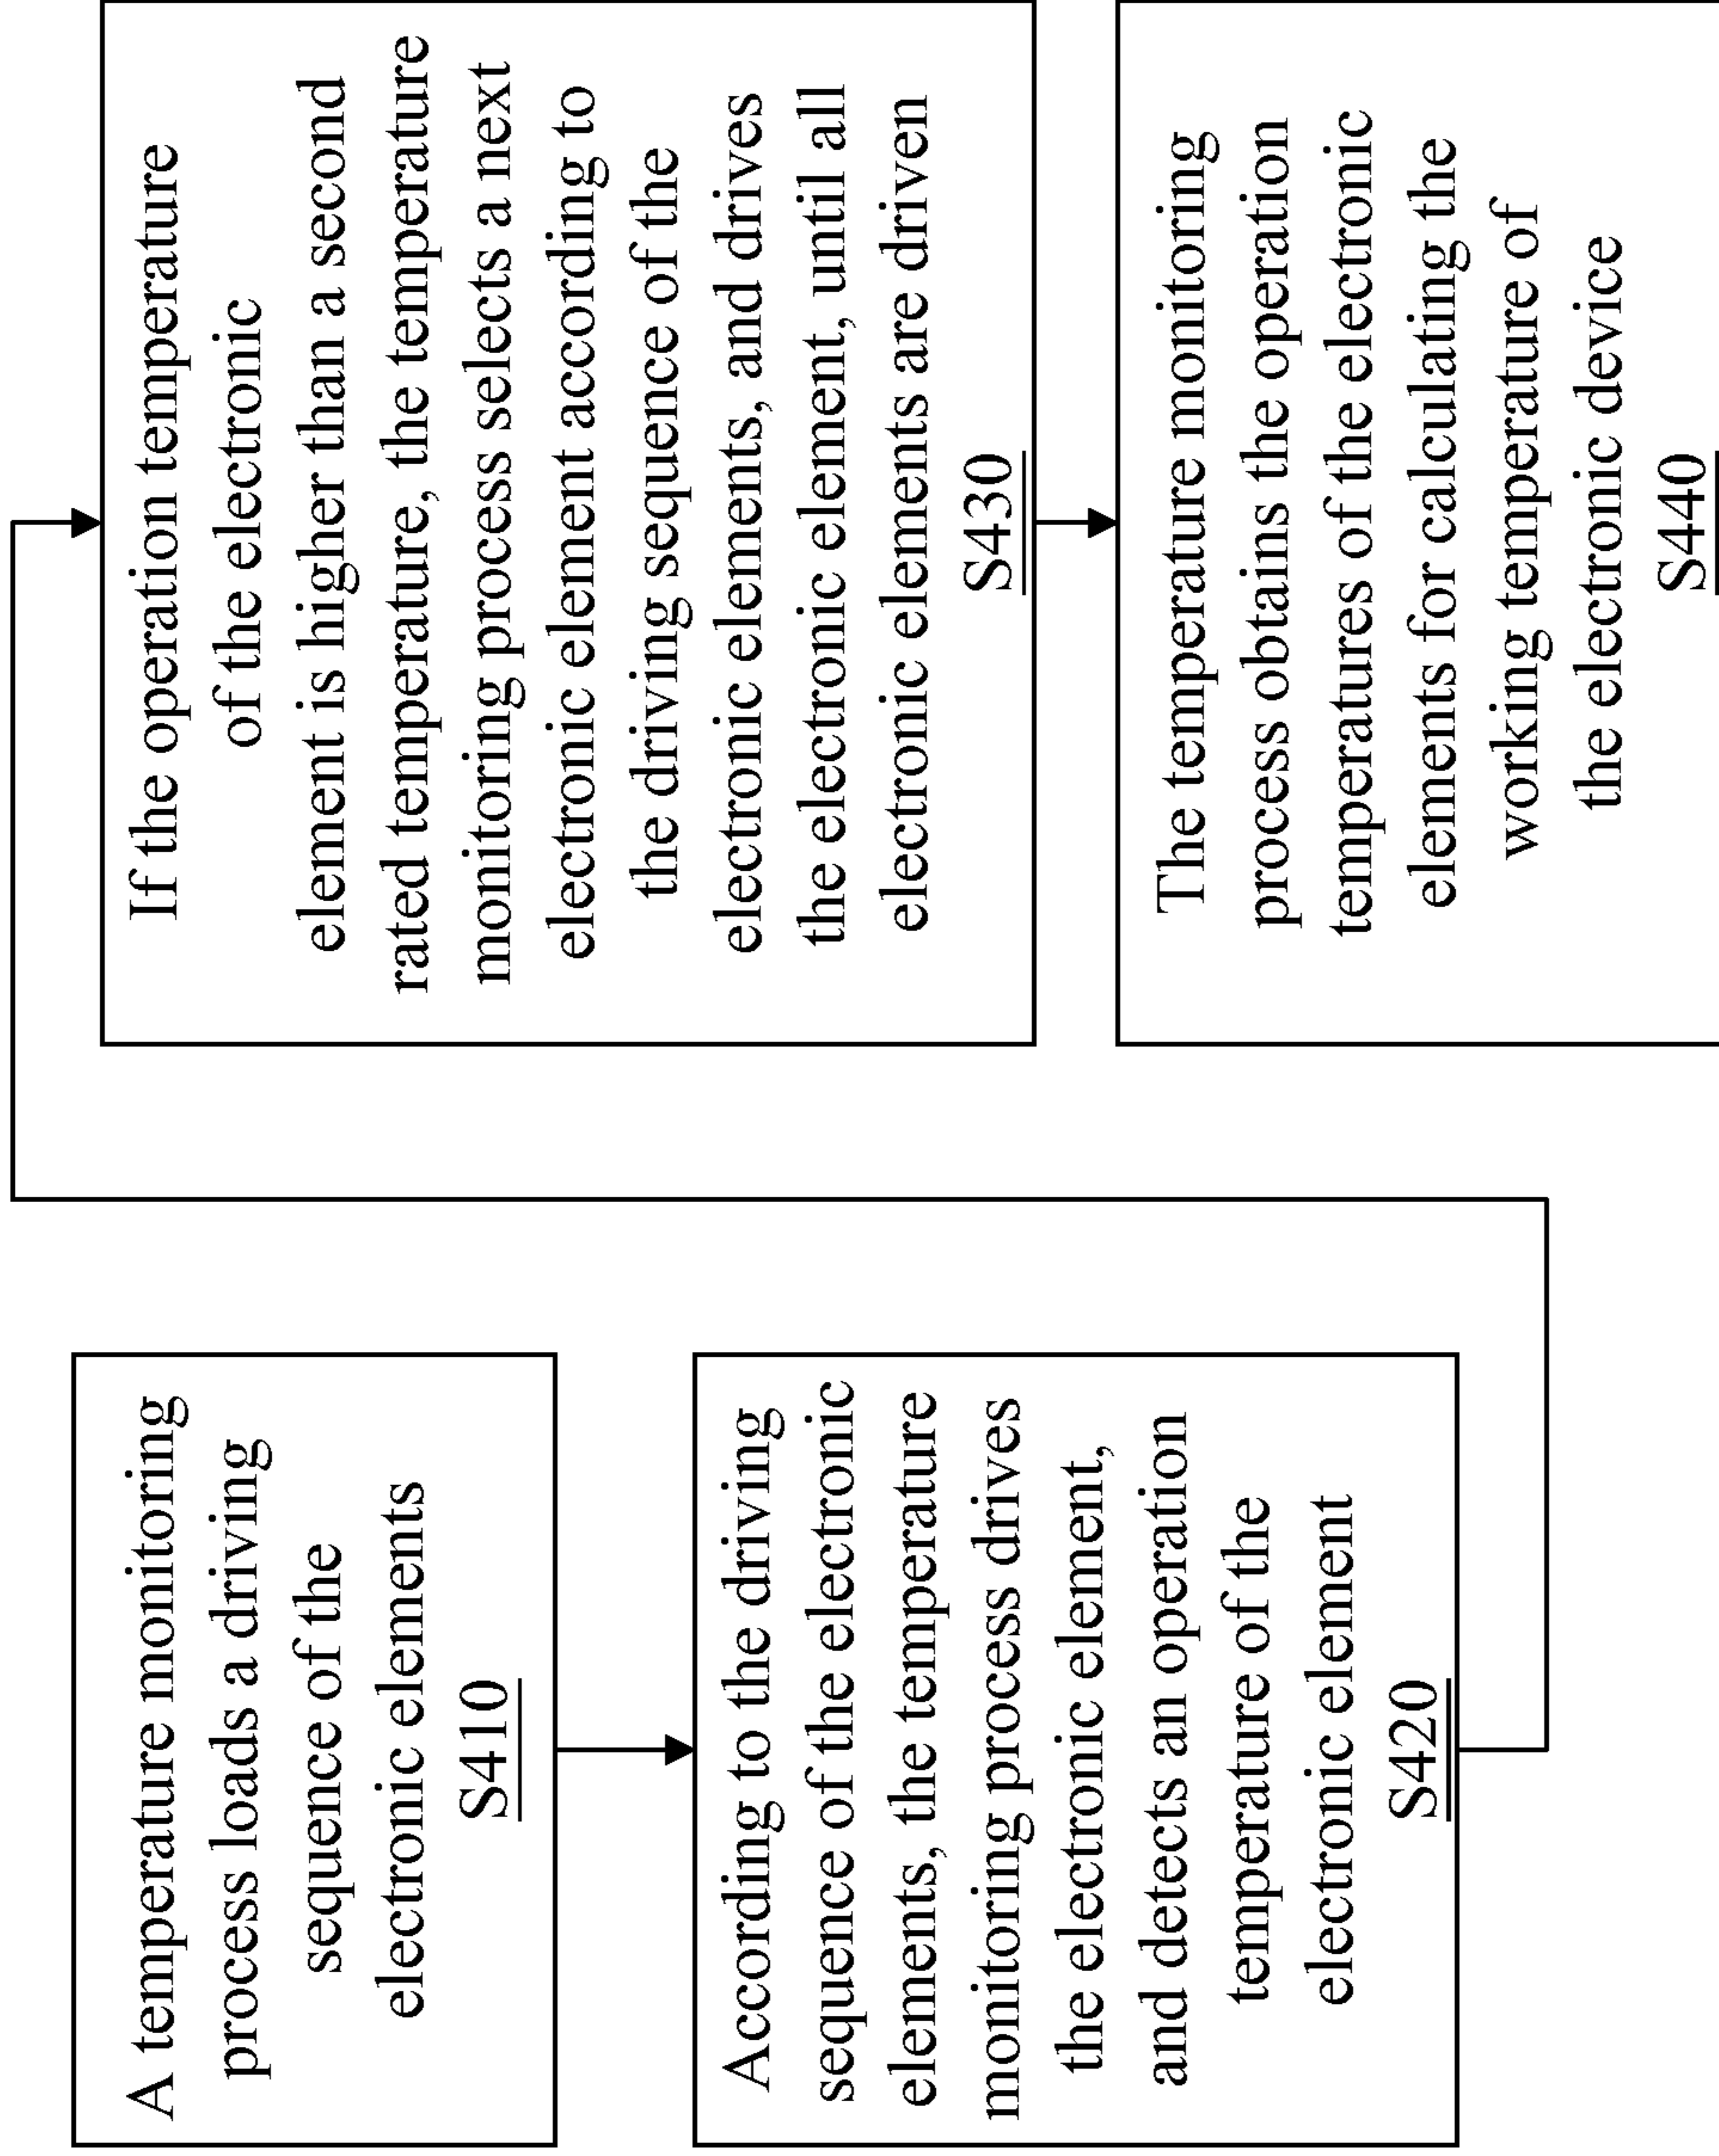 A temperature monitoring
process loads a driving
sequence of the
electronic elements
S410
According to the driving
sequence of the electronic
elements, the temperature
monitoring process drives
the electronic element,
and detects an operation
temperature of the
electronic element
S420
If the operation temperature
of the electronic
element is higher than a second
rated temperature, the temperature
monitoring process selects a next
electronic element according to
the driving sequence of the
electronic elements, and drives
the electronic element, until all
electronic elements are driven
S430
The temperature monitoring
process obtains the operation
temperatures of the electronic
elements for calculating the
working temperature of
the electronic device
S440